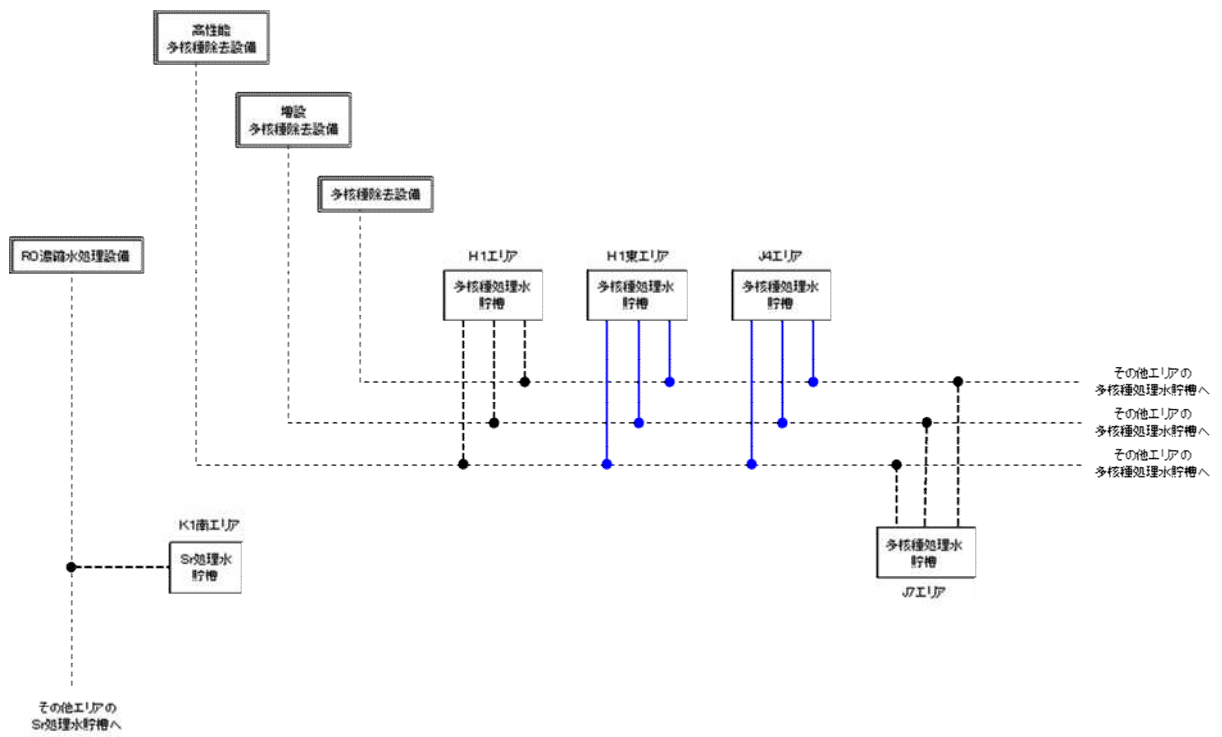 高性能
多核種除去設備
増設
多核種除去設備
多核種除去設備
RO濃縮水処理設備
H1エリア
多核種処理水
貯槽
H1東エリア
多核種処理水
貯槽
J4エリア
多核種処理水
貯槽
その他エリアの
多核種処理水貯槽へ
その他エリアの
多核種処理水貯槽へ
その他エリアの
多核種処理水貯槽へ
K1南エリア
Sr処理水
貯槽
多核種処理水
貯槽
J7エリア
その他エリアの
Sr処理水貯槽へ